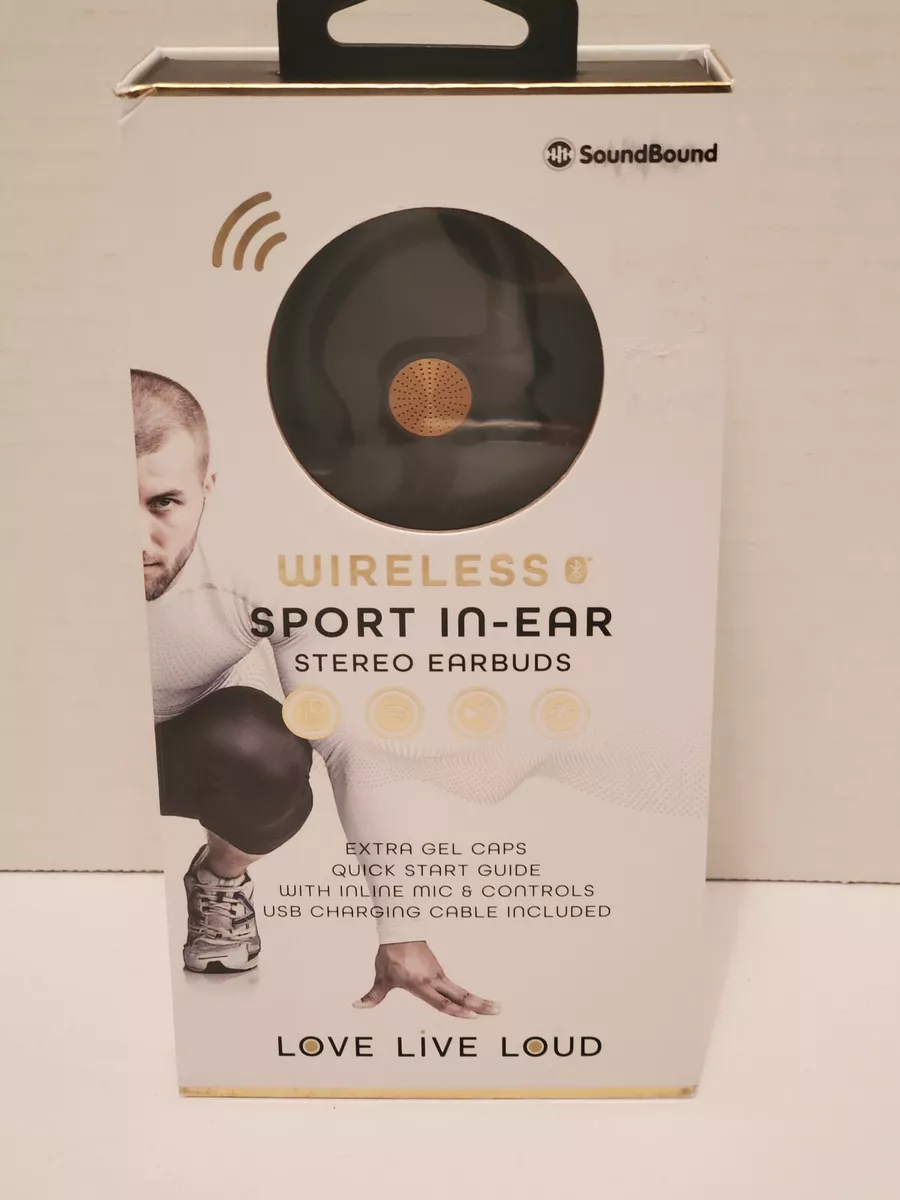 SoundBound
WIRELESS
SPORT IN-EAR
STEREO EARBUDS
EXTRA GEL CAPS
QUICK START GUIDE
WITH INLINE MIC & CONTROLS
USB CHARGING CABLE INCLUDED
LOVE LiVE LOUD